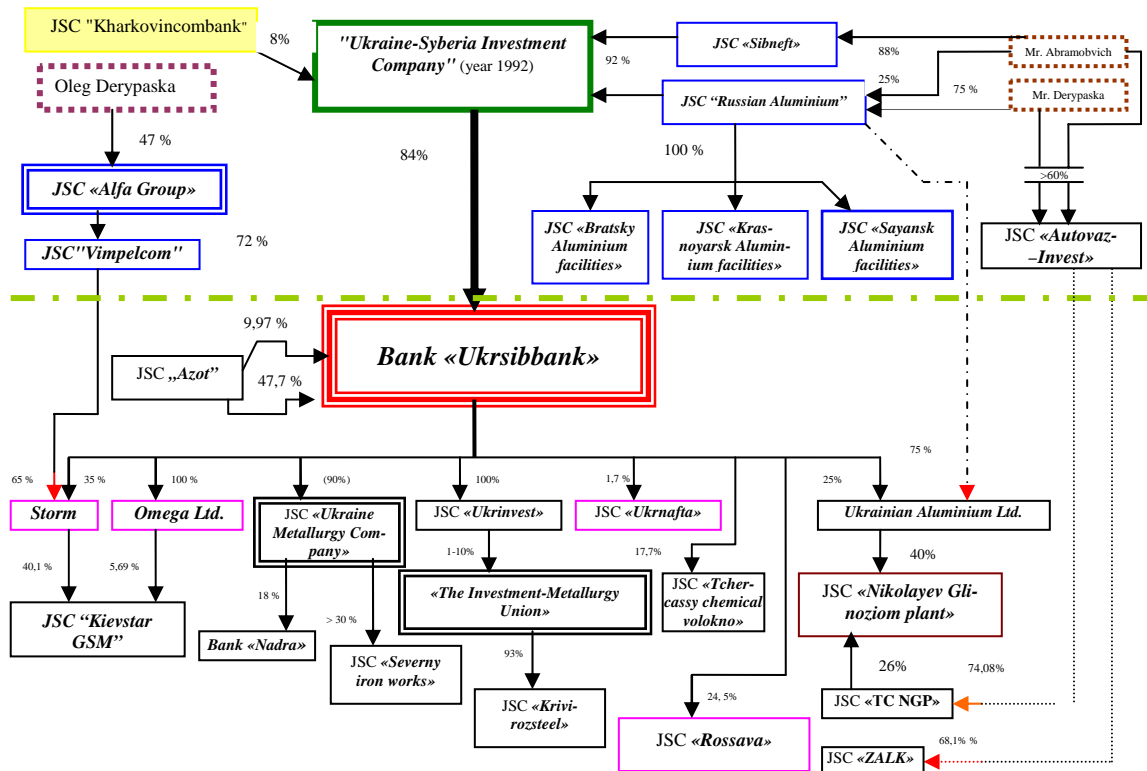 JSC "Kharkovincombank"
8%
"Ukraine-Syberia Investment
Company" (year 1992)
92 %
JSC «Sibneft»
88%
Mr. Abramobvich
25%
75 %
Mr. Derypaska
JSC “Russian Aluminium”
Oleg Derypaska
47 %
84%
100 %
>60%
JSC «Alfa Group»
JSC"Vimpelcom"
72 %
JSC «Bratsky
Aluminium
facilities»
JSC «Kras-
noyarsk Alumin-
ium facilities»
JSC «Sayansk
Aluminium
facilities»
JSC «Autovaz-
–Invest»
9,97 %
JSC „Azot”
47,7 %
Bank «Ukrsibbank»
75 %
65 %
35 %
100 %
(90%)
100%
1,7 %
25%
Storm
Omega Ltd.
JSC «Ukraine
Metallurgy Com-
pany»
JSC «Ukrinvest»
JSC «Ukrnafta»
Ukrainian Aluminium Ltd.
40,1 %
5,69 %
1-10%
17,7%
40%
JSC “Kievstar
GSM”
18 %
> 30 %
«The Investment-Metallurgy
Union»
JSC «Tcher-
cassy chemical
volokno»
JSC «Nikolayev Gli-
noziom plant»
Bank «Nadra»
JSC «Severny
iron works»
93%
JSC «Krivi-
rozsteel»
24, 5%
JSC «Rossava»
26%
74,08%
JSC «TC NGP»
68,1% %
JSC «ZALK»